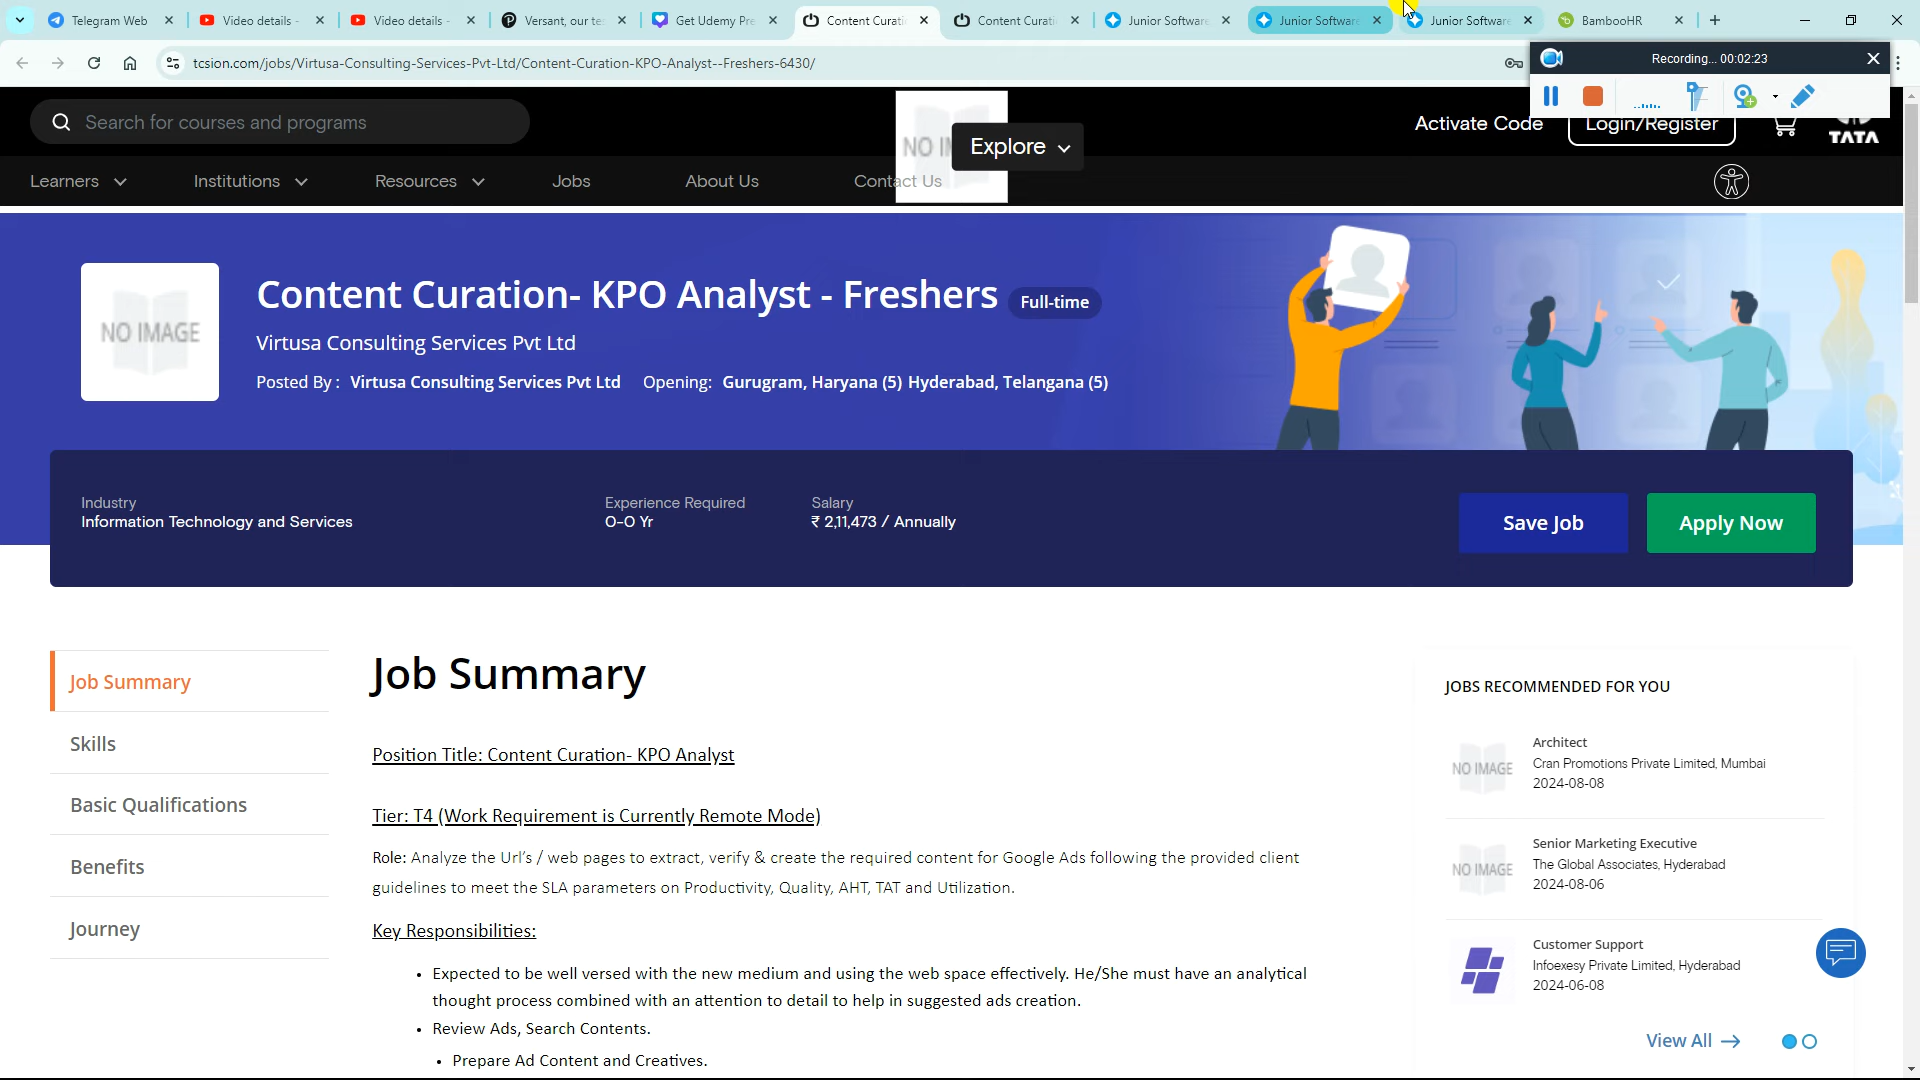 Telegram Web
Video details -
Video details -
Versant, our te
Get Udemy Pre
Content Curati
Content Curati
Junior Software
Junior Software
Junior Software
BambooHR
tcsion.com/jobs/Virtusa-Consulting-Services-Pvt-Ltd/Content-Curation-KPO-Analyst--Freshers-6430/
Recording... 00:02:23
Search for courses and programs
NO IM
Explore
Activate Code
Login/Register
TATA
Learners
Institutions
Resources
Jobs
About Us
Contact Us
NO IMAGE
Content Curation- KPO Analyst - Freshers
Full-time
Virtusa Consulting Services Pvt Ltd
Posted By : Virtusa Consulting Services Pvt Ltd Opening: Gurugram, Haryana (5) Hyderabad, Telangana (5)
Industry
Information Technology and Services
Experience Required
0-0 Yr
Salary
₹ 2,11,473 / Annually
Save Job
Apply Now
Job Summary
Skills
Basic Qualifications
Benefits
Journey
Job Summary
Position Title: Content Curation- KPO Analyst
Tier: T4 (Work Requirement is Currently Remote Mode)
Role: Analyze the Url's / web pages to extract, verify & create the required content for Google Ads following the provided client
guidelines to meet the SLA parameters on Productivity, Quality, AHT, TAT and Utilization.
Key Responsibilities:
• Expected to be well versed with the new medium and using the web space effectively. He/She must have an analytical
thought process combined with an attention to detail to help in suggested ads creation.
• Review Ads, Search Contents.
• Prepare Ad Content and Creatives.
JOBS RECOMMENDED FOR YOU
NO IMAGE
Architect
Cran Promotions Private Limited, Mumbai
2024-08-08
NO IMAGE
Senior Marketing Executive
The Global Associates, Hyderabad
2024-08-06
Customer Support
Infoexesy Private Limited, Hyderabad
2024-06-08
View All →